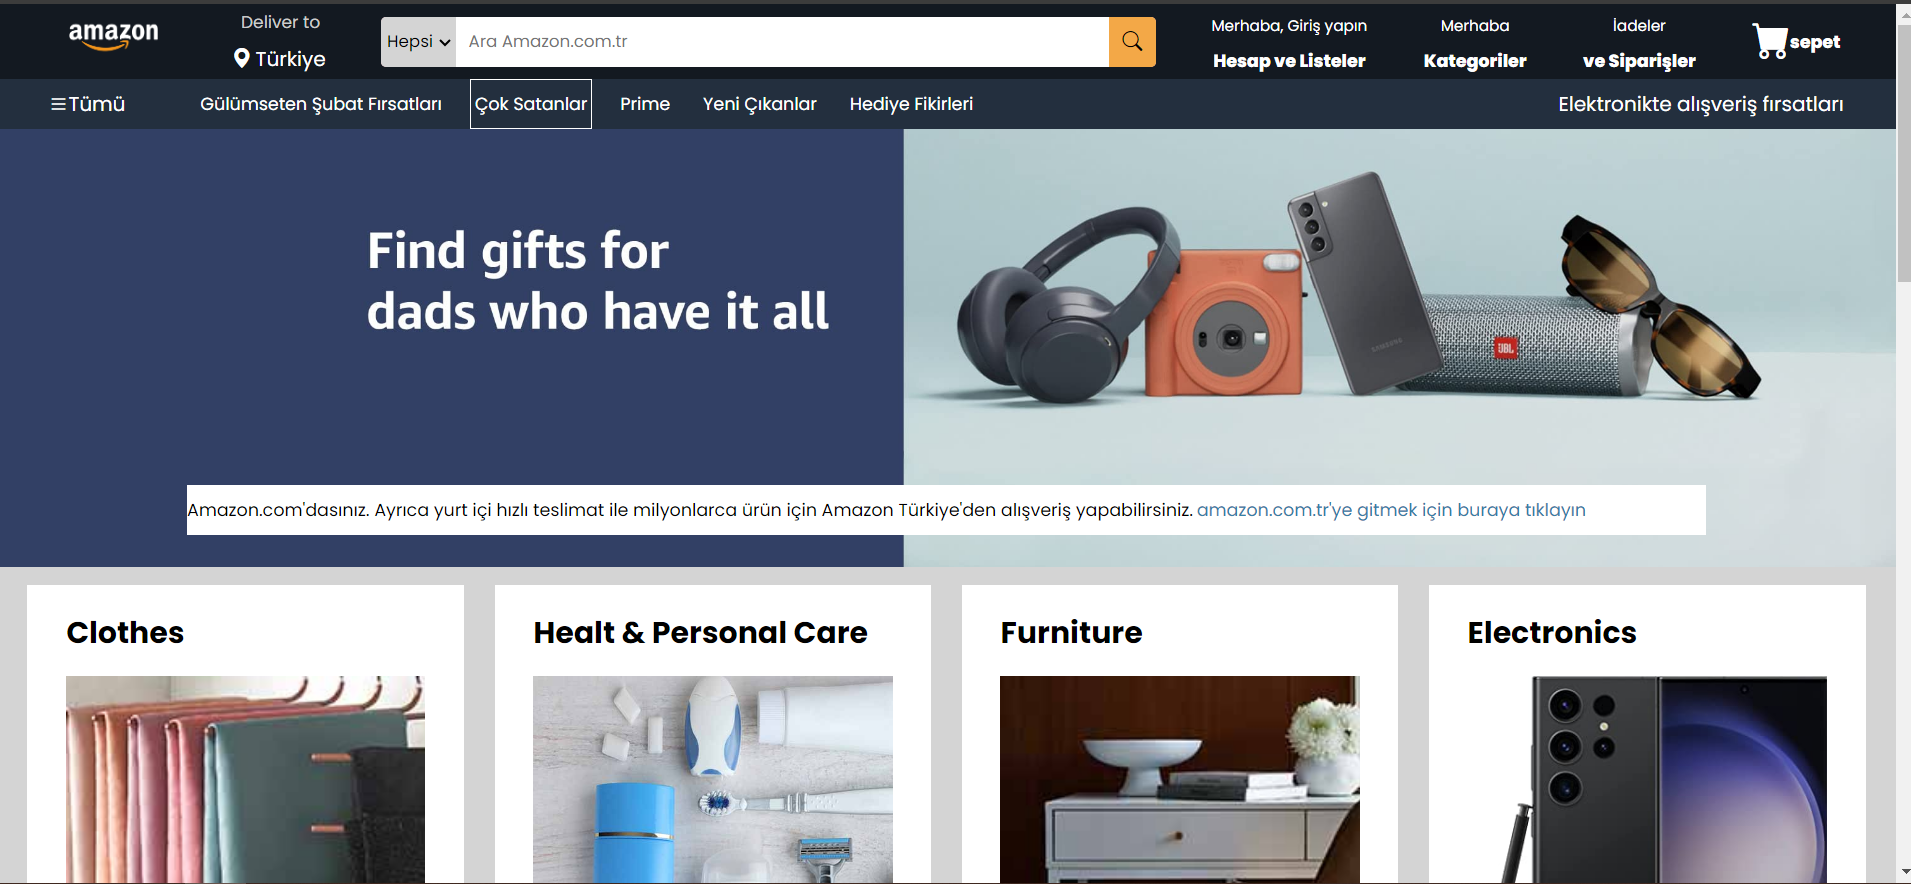 amazon
Deliver to
Türkiye
Hepsi
Ara Amazon.com.tr
Merhaba, Giriş yapın
Hesap ve Listeler
Merhaba
Kategoriler
İadeler
ve Siparişler
sepet
Tümü
Gülümseten Şubat Fırsatları
Çok Satanlar
Prime
Yeni Çıkanlar
Hediye Fikirleri
Elektronikte alışveriş fırsatları
Find gifts for
dads who have it all
SAMSUNG
JBL
Amazon.com'dasınız. Ayrıca yurt içi hızlı teslimat ile milyonlarca ürün için Amazon Türkiye'den alışveriş yapabilirsiniz. amazon.com.tr'ye gitmek için buraya tıklayın
Clothes
Healt & Personal Care
Furniture
Electronics